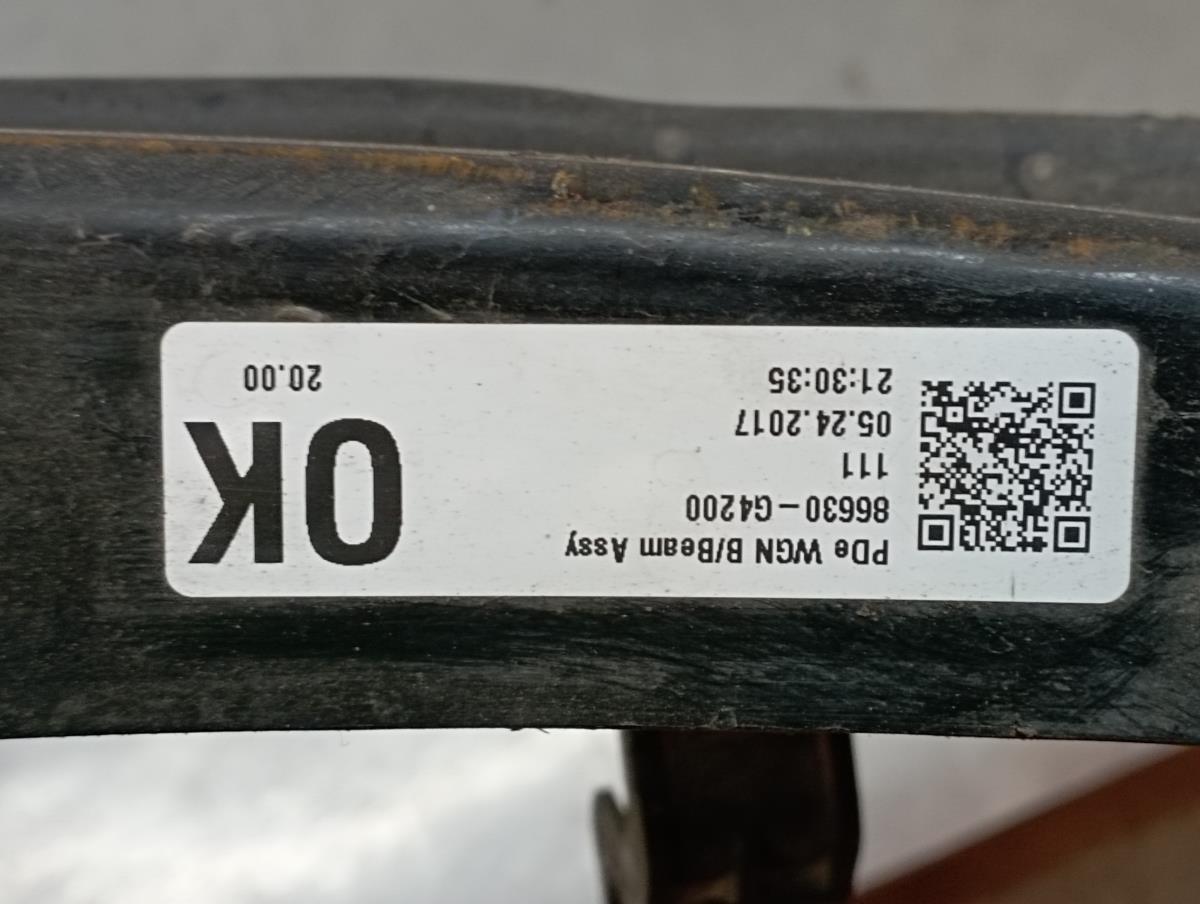 PDe WGN B/Beam Assy
86630-G4200
111
05.24.2017
21:30:35
OK
20.00